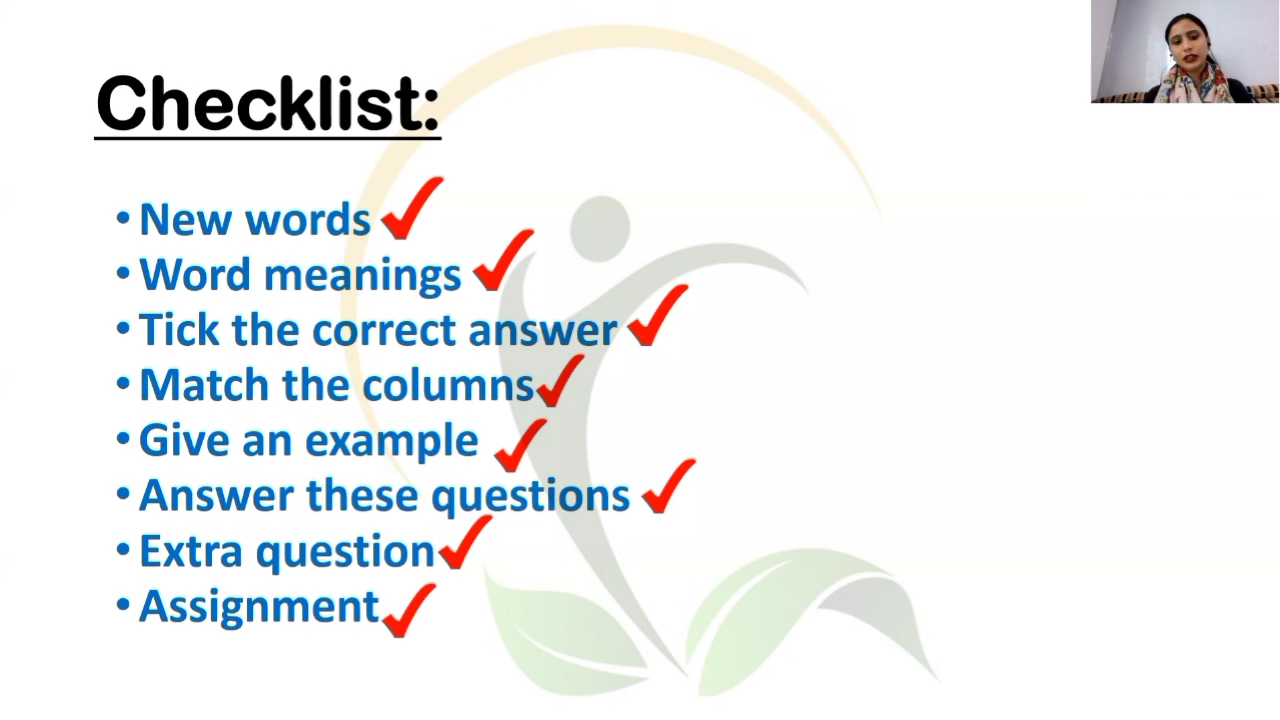 Checklist:
• New words
• Word meanings
• Tick the correct answer
• Match the columns
• Give an example
• Answer these questions
• Extra question
• Assignment